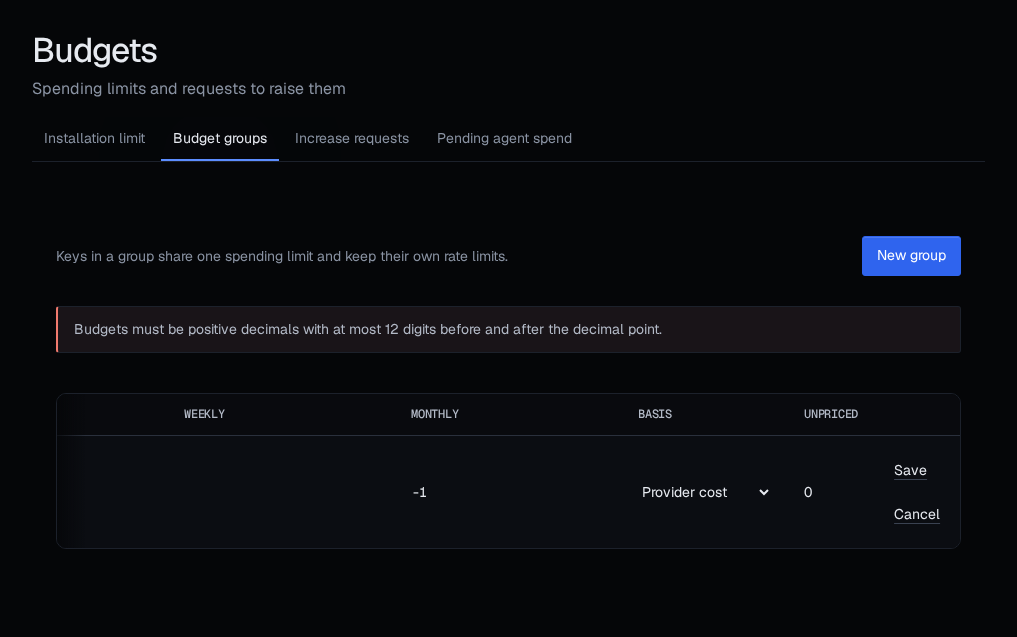 Budgets
Spending limits and requests to raise them
Installation limit Budget groups Increase requests Pending agent spend
Keys in a group share one spending limit and keep their own rate limits.
New group
Budgets must be positive decimals with at most 12 digits before and after the decimal point.
WEEKLY MONTHLY BASIS UNPRICED
-1 Provider cost 0
Save
Cancel